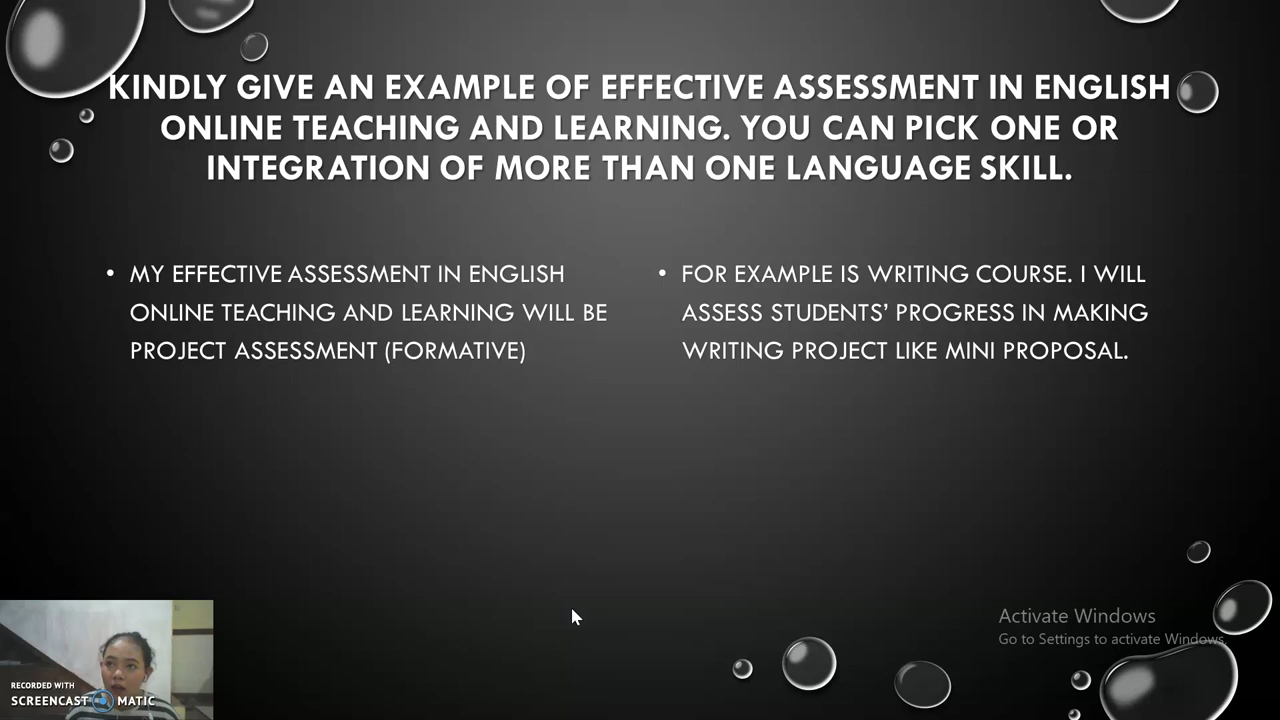 KINDLY GIVE AN EXAMPLE OF EFFECTIVE ASSESSMENT IN ENGLISH
ONLINE TEACHING AND LEARNING. YOU CAN PICK ONE OR
INTEGRATION OF MORE THAN ONE LANGUAGE SKILL.
• MY EFFECTIVE ASSESSMENT IN ENGLISH
ONLINE TEACHING AND LEARNING WILL BE
PROJECT ASSESSMENT (FORMATIVE)
• FOR EXAMPLE IS WRITING COURSE. I WILL
ASSESS STUDENTS’ PROGRESS IN MAKING
WRITING PROJECT LIKE MINI PROPOSAL.
Activate Windows
Go to Settings to activate Windows.
RECORDED WITH
SCREENCAST MATIC